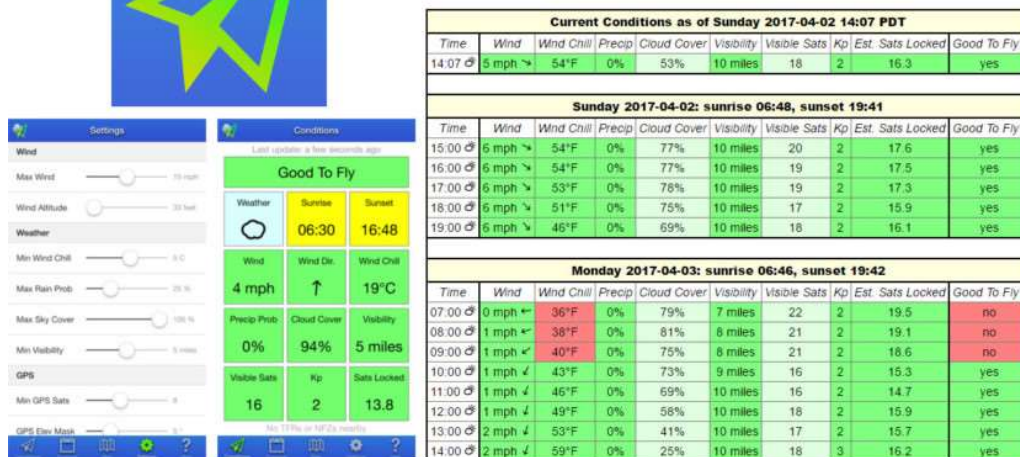 Settings
Wind
Max Wind 15 mph
Wind Altitude 33 feet
Weather
Min Wind Chill 6 C
Max Rain Prob 25 %
Max Sky Cover 100 %
Min Visibility 5 miles
GPS
Min GPS Sats 8
GPS Elev Mask 5 °
Conditions
Last update: a few seconds ago
Good To Fly
Weather Sunrise Sunset
06:30 16:48
Wind Wind Dir. Wind Chill
4 mph ↑ 19°C
Precip Prob Cloud Cover Visibility
0% 94% 5 miles
Visible Sats Kp Sats Locked
16 2 13.8
No TFRs or NFZs nearby
?
?
Current Conditions as of Sunday 2017-04-02 14:07 PDT
Time Wind Wind Chill Precip Cloud Cover Visibility Visible Sats Kp Est. Sats Locked Good To Fly
14:07 5 mph ↘ 54°F 0% 53% 10 miles 18 2 16.3 yes
Sunday 2017-04-02: sunrise 06:48, sunset 19:41
Time Wind Wind Chill Precip Cloud Cover Visibility Visible Sats Kp Est. Sats Locked Good To Fly
15:00 6 mph ↘ 54°F 0% 77% 10 miles 20 2 17.6 yes
16:00 6 mph ↘ 54°F 0% 77% 10 miles 19 2 17.5 yes
17:00 6 mph ↘ 53°F 0% 78% 10 miles 19 2 17.3 yes
18:00 6 mph ↘ 51°F 0% 75% 10 miles 17 2 15.9 yes
19:00 6 mph ↘ 46°F 0% 69% 10 miles 18 2 16.1 yes
Monday 2017-04-03: sunrise 06:46, sunset 19:42
Time Wind Wind Chill Precip Cloud Cover Visibility Visible Sats Kp Est. Sats Locked Good To Fly
07:00 0 mph ← 36°F 0% 79% 7 miles 22 2 19.5 no
08:00 1 mph ← 38°F 0% 81% 8 miles 21 2 19.1 no
09:00 1 mph ↙ 40°F 0% 75% 8 miles 21 2 18.6 no
10:00 1 mph ↓ 43°F 0% 73% 9 miles 16 2 15.3 yes
11:00 1 mph ↓ 46°F 0% 69% 10 miles 16 2 14.7 yes
12:00 1 mph ↓ 49°F 0% 58% 10 miles 18 2 15.9 yes
13:00 2 mph ↓ 53°F 0% 41% 10 miles 17 2 15.7 yes
14:00 2 mph ↓ 59°F 0% 25% 10 miles 18 3 16.2 yes